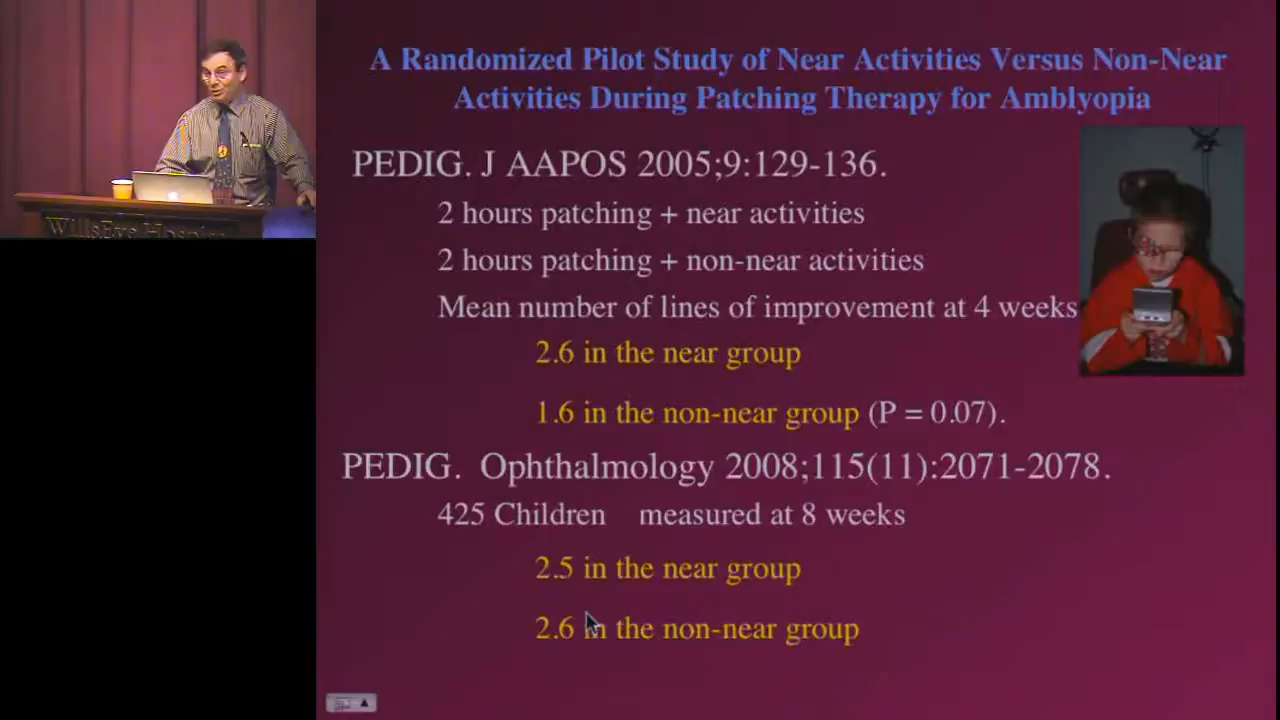 A Randomized Pilot Study of Near Activities Versus Non-Near
Activities During Patching Therapy for Amblyopia
PEDIG. J AAPOS 2005;9:129-136.
2 hours patching + near activities
2 hours patching + non-near activities
Mean number of lines of improvement at 4 weeks
2.6 in the near group
1.6 in the non-near group (P = 0.07).
PEDIG. Ophthalmology 2008;115(11):2071-2078.
425 Children measured at 8 weeks
2.5 in the near group
2.6 in the non-near group
WillsEye Hospital